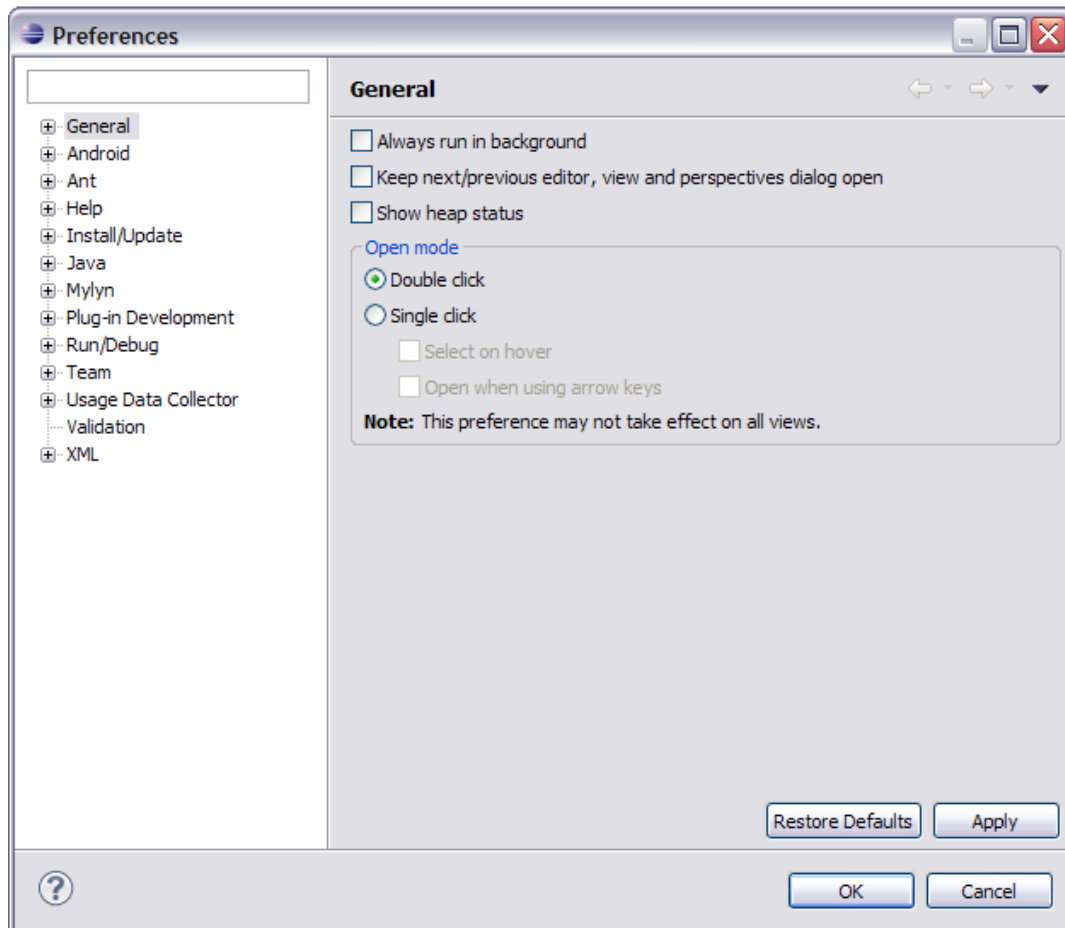 Preferences
General
Android
Ant
Help
Install/Update
Java
Mylyn
Plug-in Development
Run/Debug
Team
Usage Data Collector
Validation
XML
General
Always run in background
Keep next/previous editor, view and perspectives dialog open
Show heap status
Open mode
Double click
Single click
Select on hover
Open when using arrow keys
Note: This preference may not take effect on all views.
Restore Defaults
Apply
?
OK
Cancel